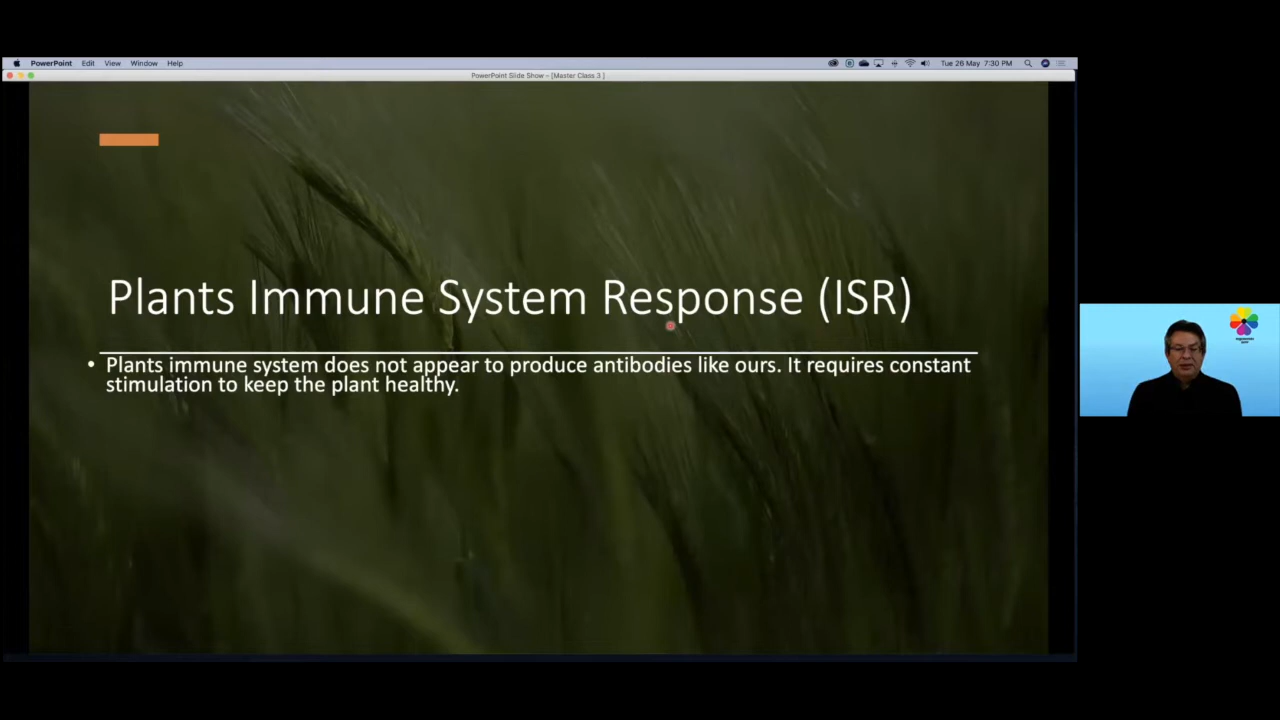 PowerPoint Edit View Window Help
Tue 26 May 7:30 PM
PowerPoint Slide Show - [Master Class 3 ]
Plants Immune System Response (ISR)
• Plants immune system does not appear to produce antibodies like ours. It requires constant
stimulation to keep the plant healthy.